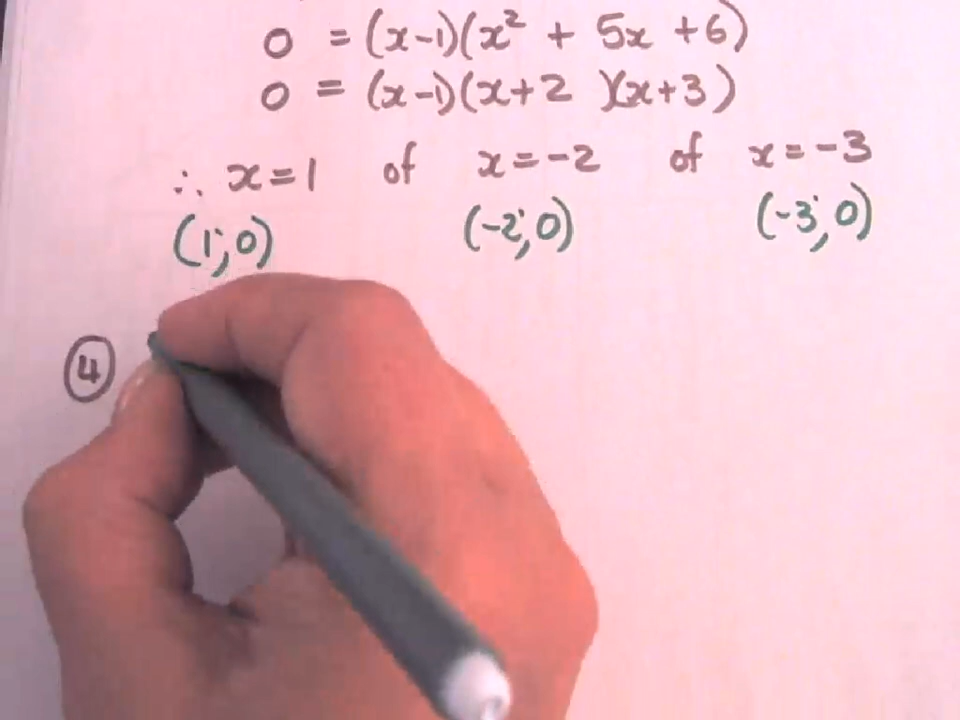 0 = (x-1)(x² + 5x + 6)
0 = (x-1)(x+2 )(x+3 )
∴ x=1 of x=-2 of x=-3
(1;0) (-2;0) (-3;0)
④